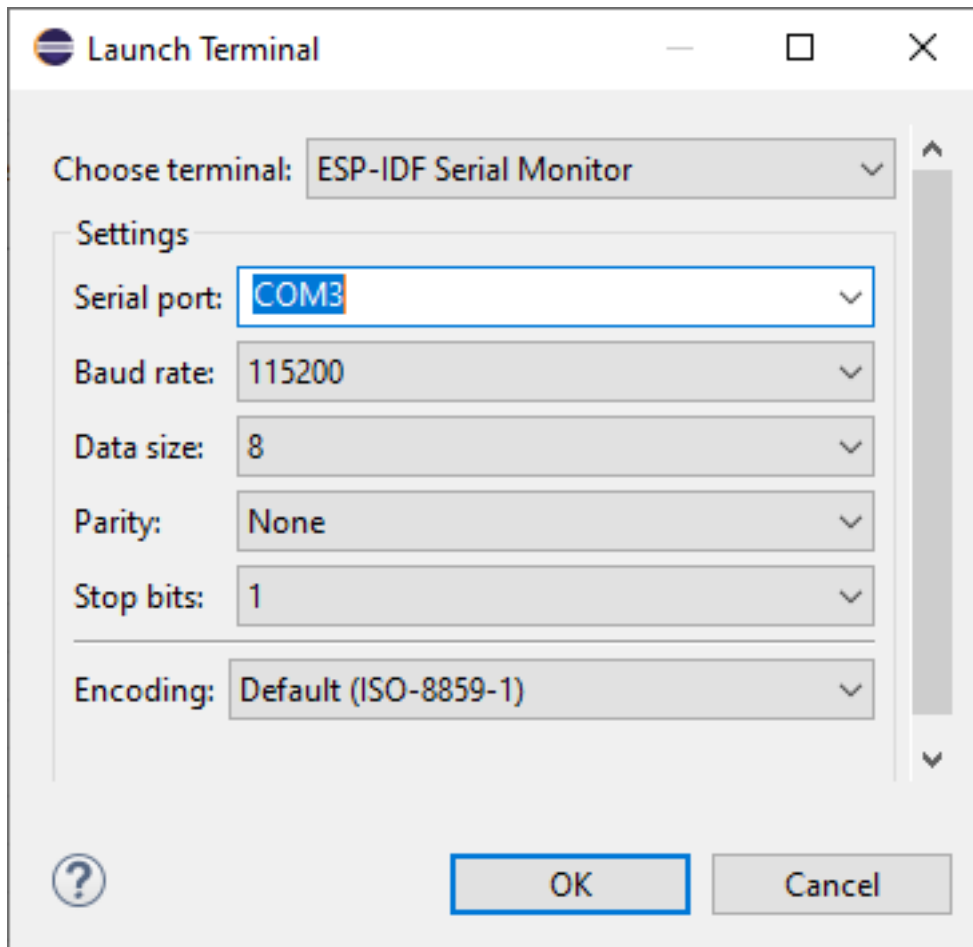 Launch Terminal
Choose terminal: ESP-IDF Serial Monitor
Settings
Serial port: COM3
Baud rate: 115200
Data size: 8
Parity: None
Stop bits: 1
Encoding: Default (ISO-8859-1)
? OK Cancel